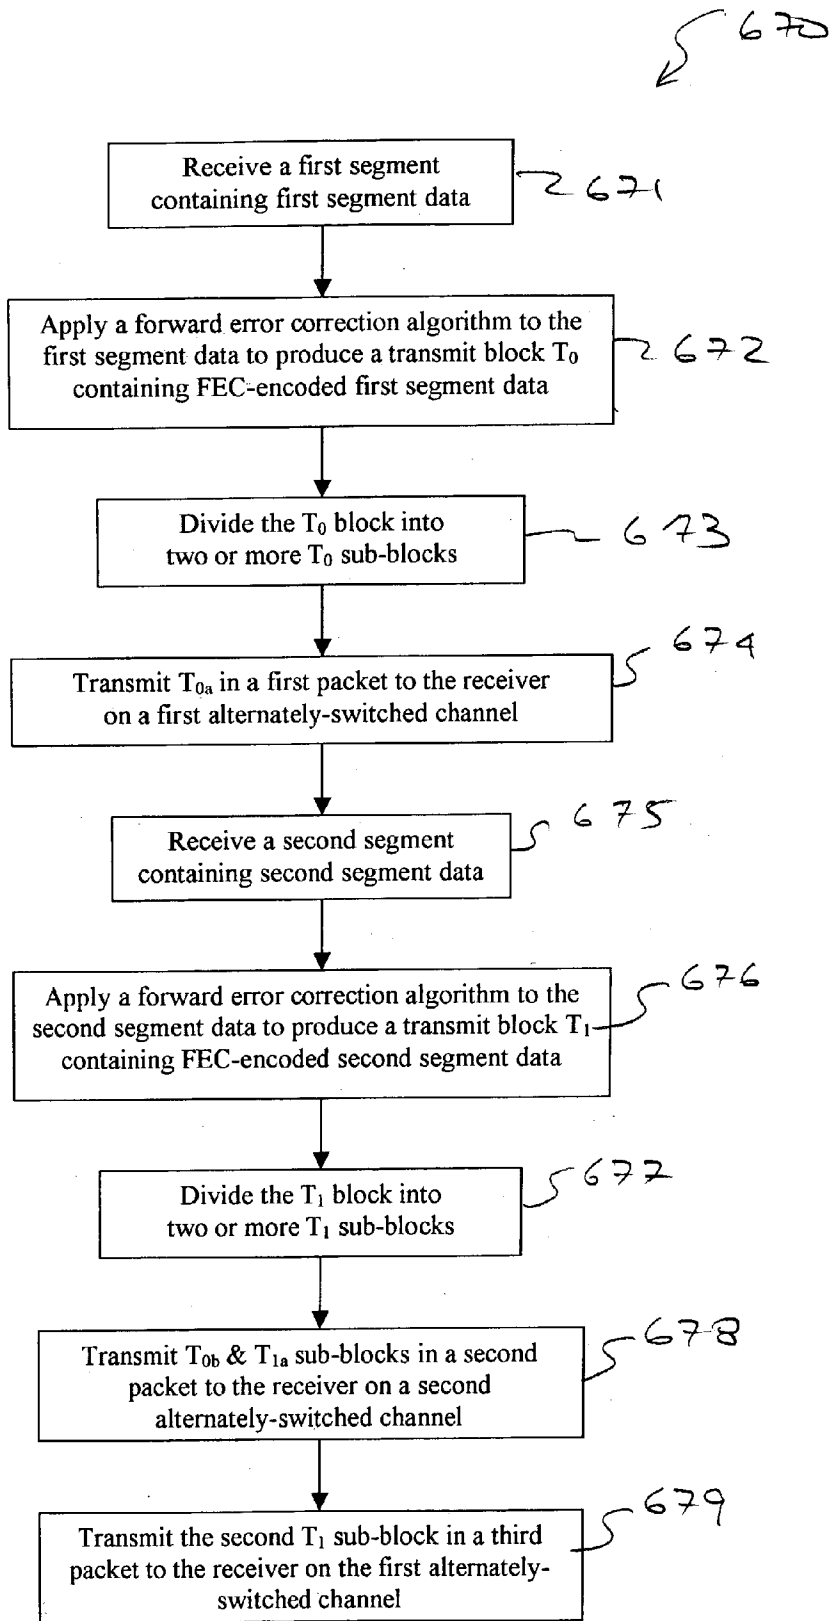 670
Receive a first segment
containing first segment data
671
Apply a forward error correction algorithm to the
first segment data to produce a transmit block T₀
containing FEC-encoded first segment data
672
Divide the T₀ block into
two or more T₀ sub-blocks
673
674
Transmit T₀ₐ in a first packet to the receiver
on a first alternately-switched channel
675
Receive a second segment
containing second segment data
676
Apply a forward error correction algorithm to the
second segment data to produce a transmit block T₁
containing FEC-encoded second segment data
677
Divide the T₁ block into
two or more T₁ sub-blocks
678
Transmit T0b & T1a sub-blocks in a second
packet to the receiver on a second
alternately-switched channel
679
Transmit the second T₁ sub-block in a third
packet to the receiver on the first alternately-
switched channel